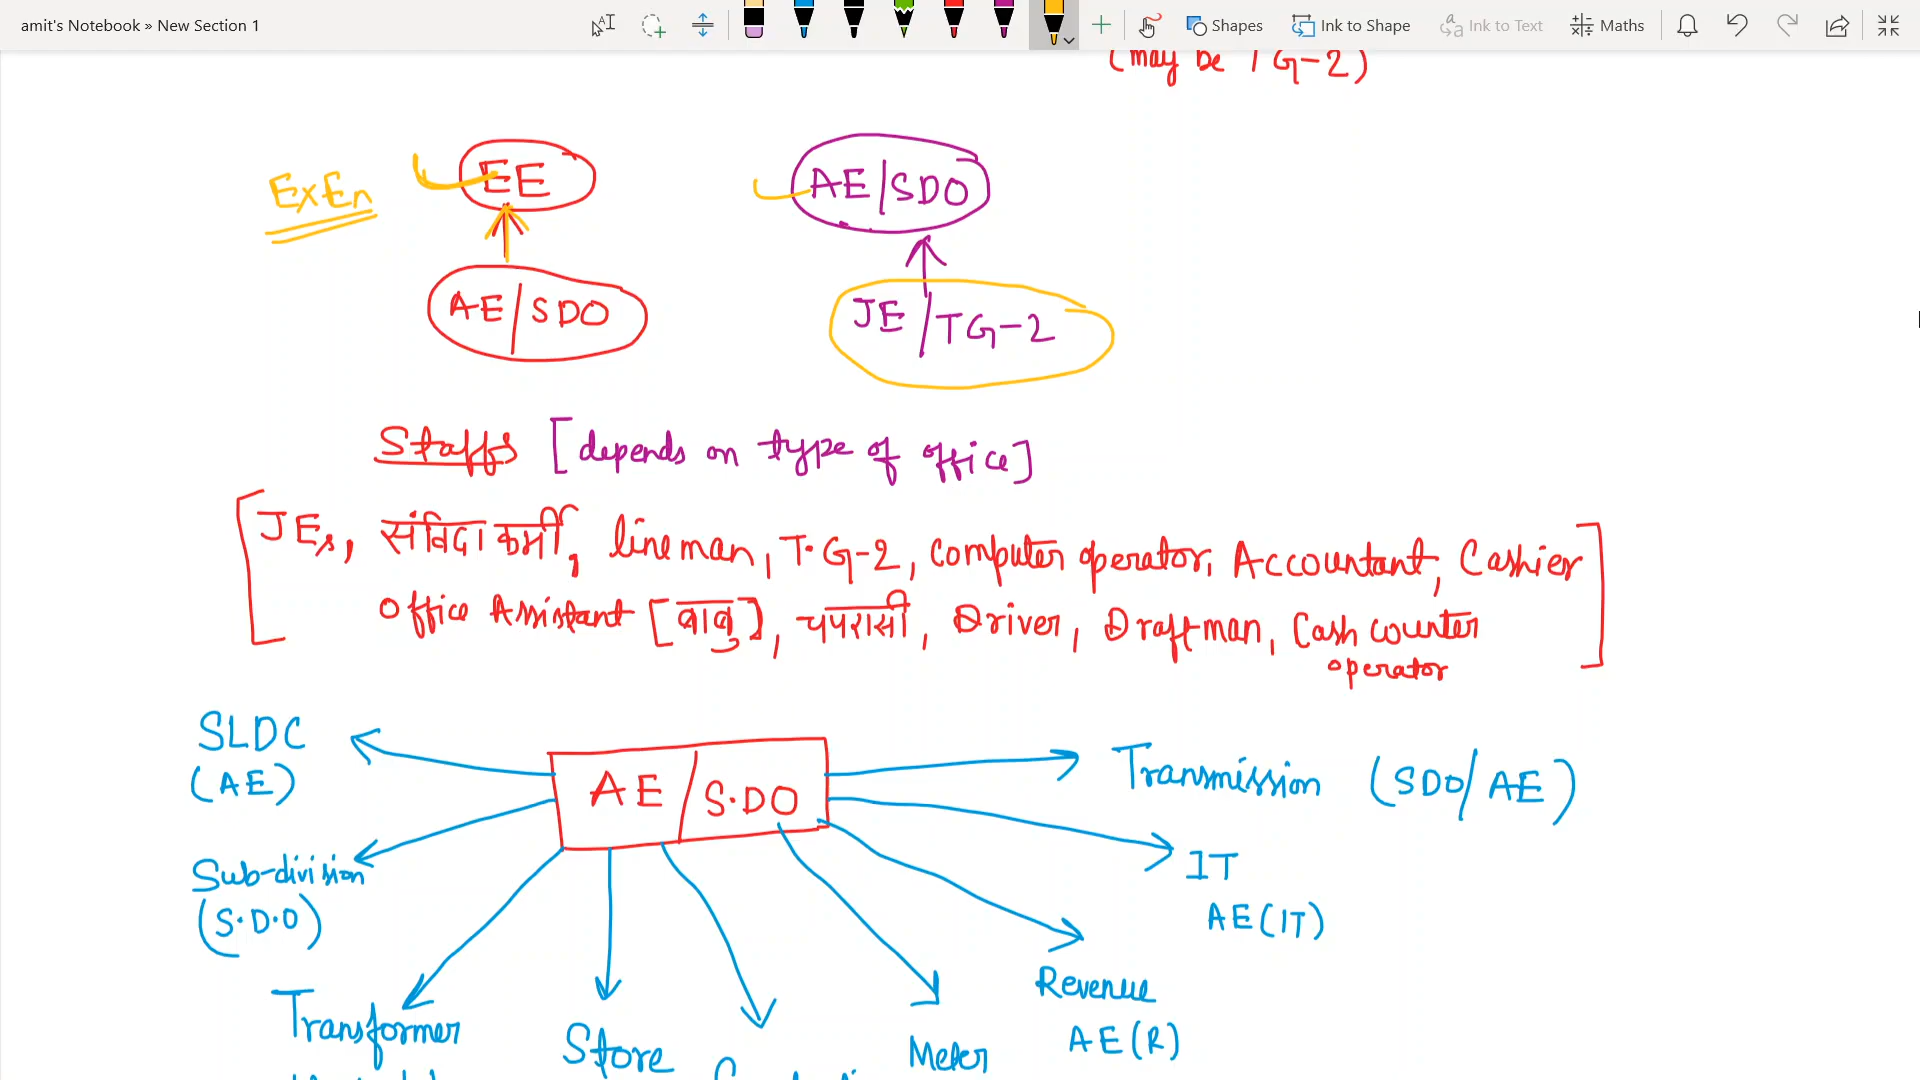 amit's Notebook » New Section 1
Shapes
Ink to Shape
Ink to Text
Maths
(may be TG-2)
ExEn
EE
AE/SDO
AE/SDO
JE/TG-2
Staffs [depends on type of office]
JEs, संविदा कर्मी, lineman, T.G-2, Computer operator, Accountant, Cashier
Office Assistant [बाबू], चपरासी, Driver, Draftman, Cash counter
operator
SLDC
(AE)
AE/S.DO
Transmission (SDO/AE)
Sub-division
(S.D.O)
IT
AE(IT)
Transformer
Store
Meter
Revenue
AE(R)